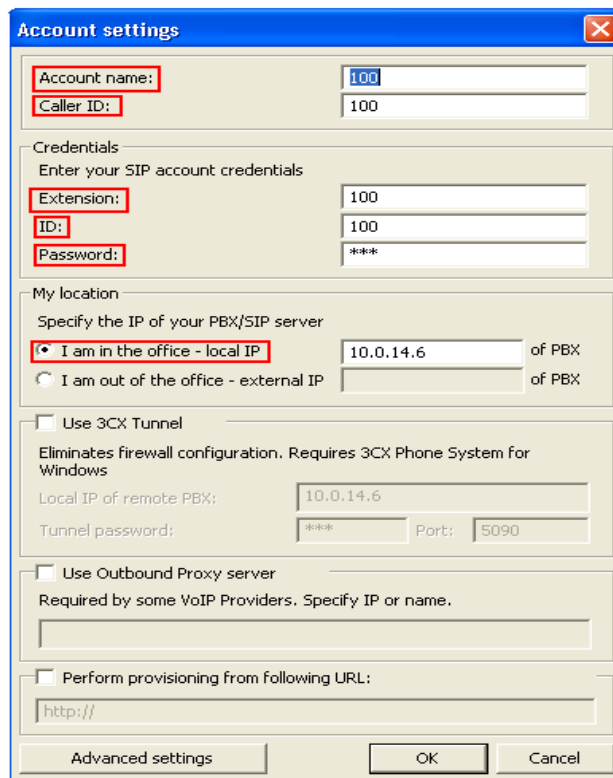 Account settings
Account name: 100
Caller ID: 100
Credentials
Enter your SIP account credentials
Extension: 100
ID: 100
Password: ***
My location
Specify the IP of your PBX/SIP server
I am in the office - local IP 10.0.14.6 of PBX
I am out of the office - external IP of PBX
Use 3CX Tunnel
Eliminates firewall configuration. Requires 3CX Phone System for
Windows
Local IP of remote PBX: 10.0.14.6
Tunnel password: *** Port: 5090
Use Outbound Proxy server
Required by some VoIP Providers. Specify IP or name.
Perform provisioning from following URL:
http://
Advanced settings OK Cancel